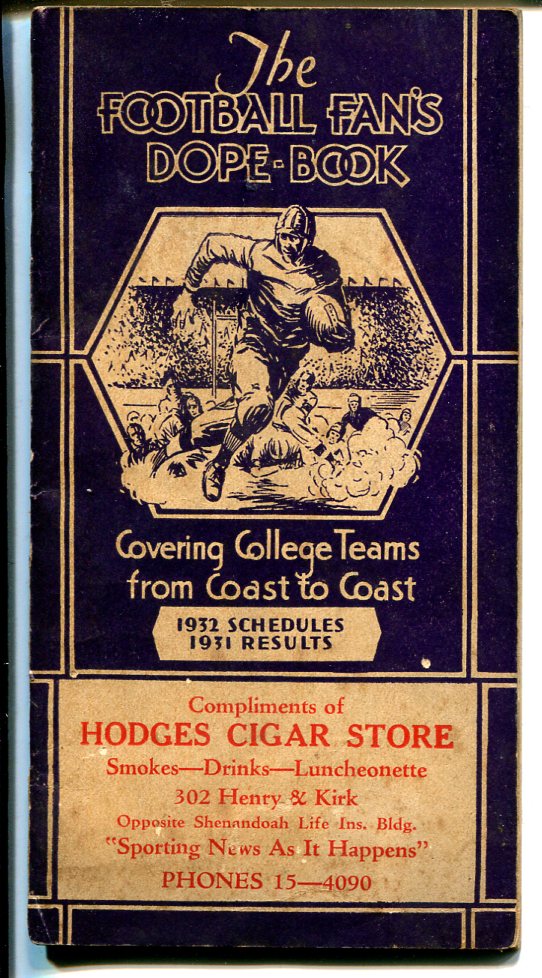 The
FOOTBALL FAN'S
DOPE-BOOK
Covering College Teams
from Coast to Coast
1932 SCHEDULES
1931 RESULTS
Compliments of
HODGES CIGAR STORE
Smokes—Drinks—Luncheonette
302 Henry & Kirk
Opposite Shenandoah Life Ins. Bldg.
"Sporting News As It Happens"
PHONES 15—4090